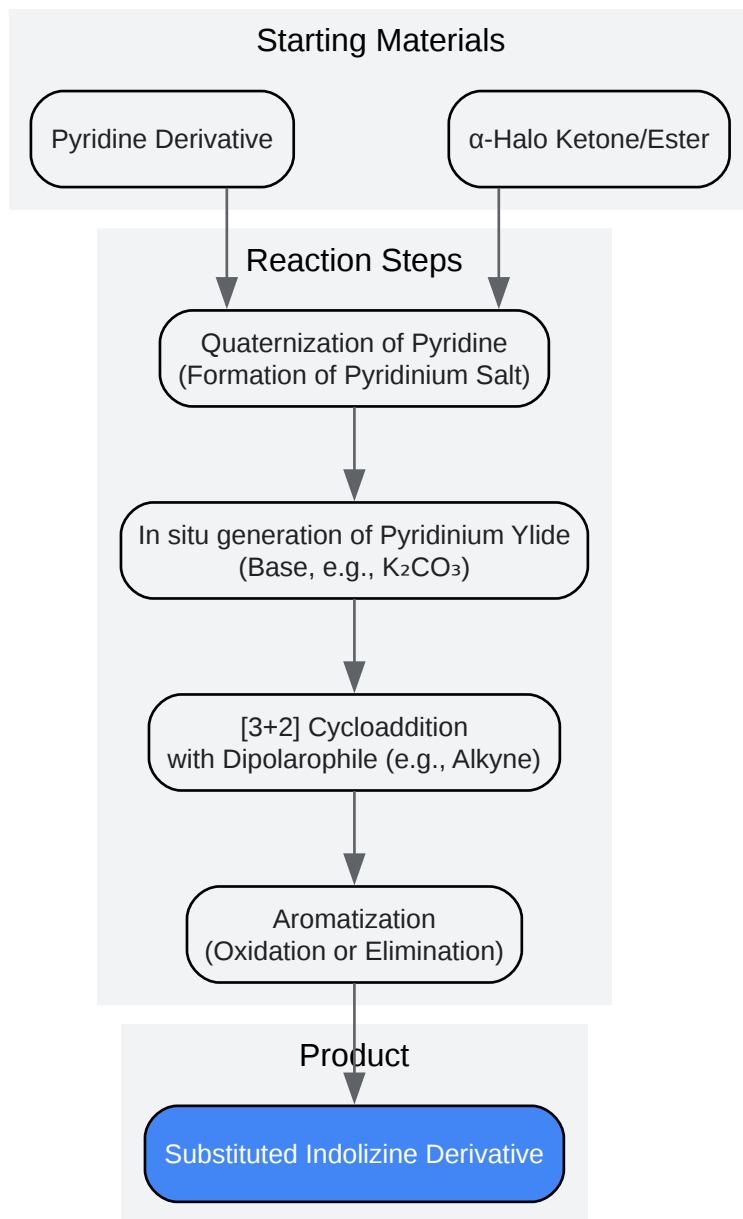 Starting Materials
Pyridine Derivative
α-Halo Ketone/Ester
Reaction Steps
Quaternization of Pyridine
(Formation of Pyridinium Salt)
In situ generation of Pyridinium Ylide
(Base, e.g., K₂CO₃)
[3+2] Cycloaddition
with Dipolarophile (e.g., Alkyne)
Aromatization
(Oxidation or Elimination)
Product
Substituted Indolizine Derivative